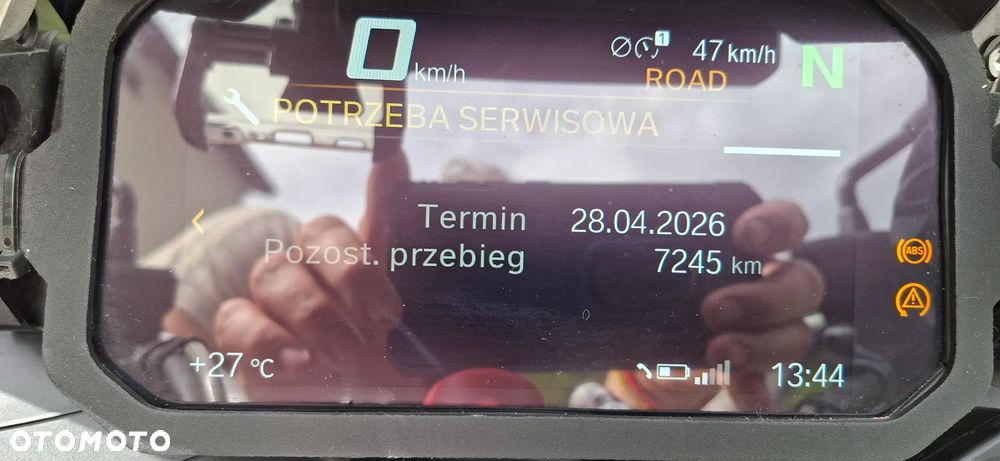 0 km/h
Ø 1 47 km/h
N
ROAD
POTRZEBA SERWISOWA
Termin 28.04.2026
Pozost. przebieg 7245 km
ABS
+27 °C
13:44
OTOMOTO